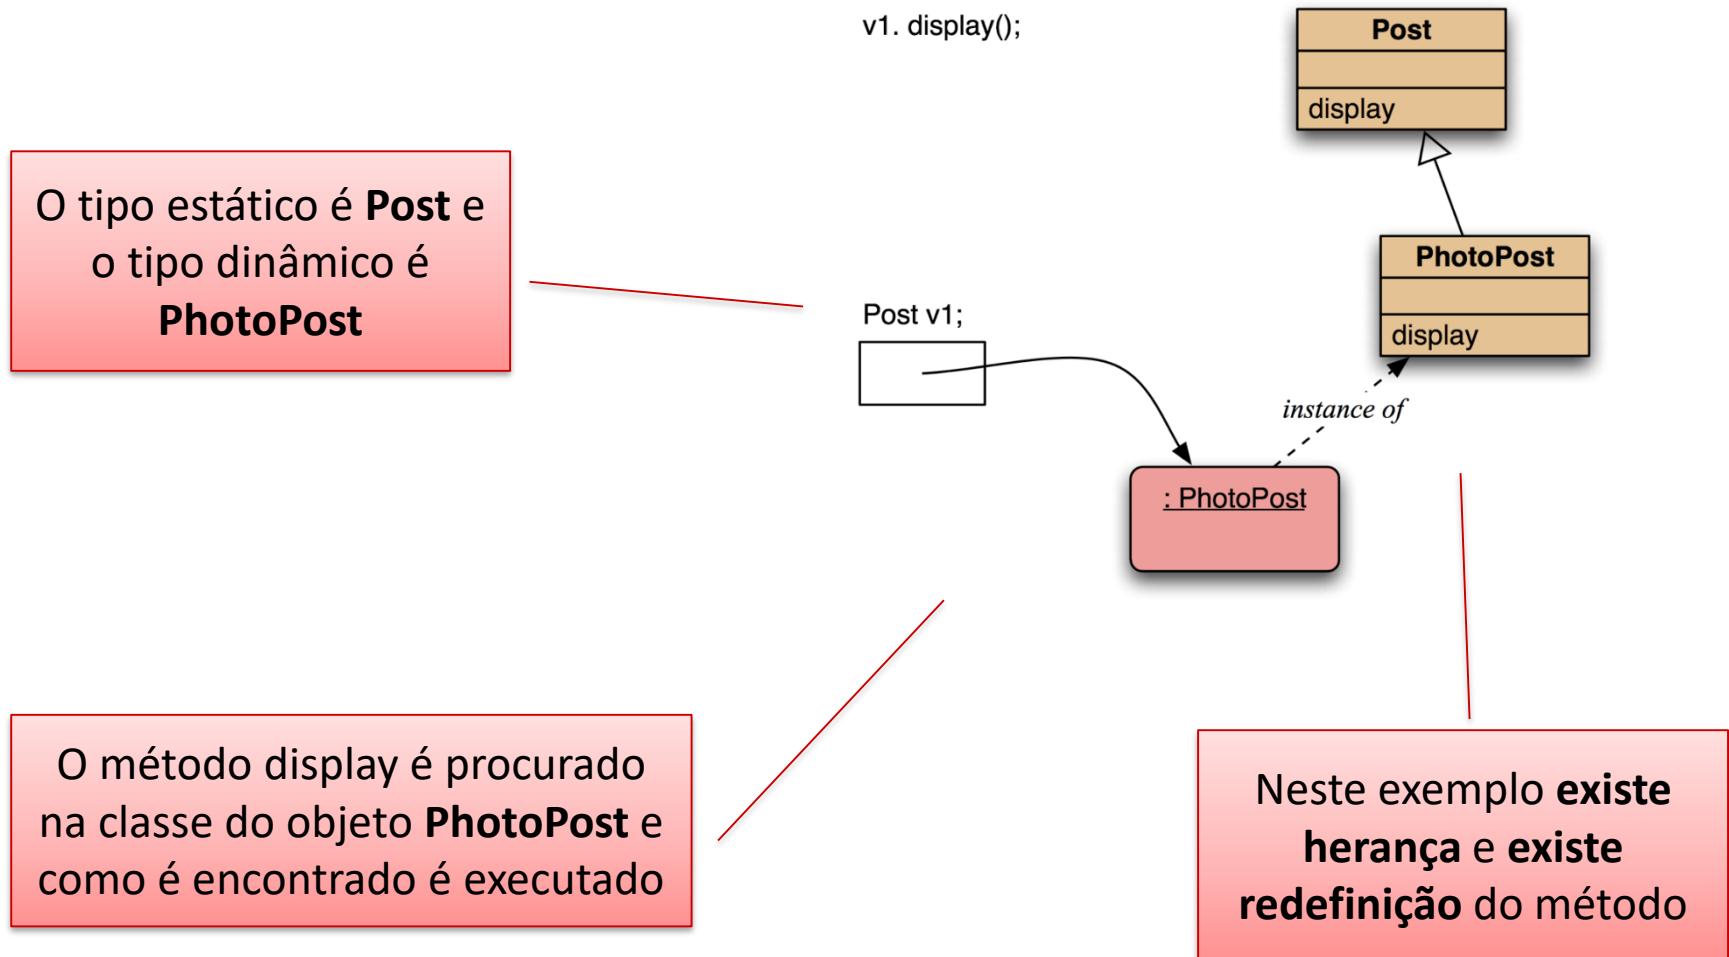 v1. display();
Post
display
O tipo estático é Post e
o tipo dinâmico é
PhotoPost
PhotoPost
display
Post v1;
instance of
: PhotoPost
O método display é procurado
na classe do objeto PhotoPost e
como é encontrado é executado
Neste exemplo existe
herança e existe
redefinição do método